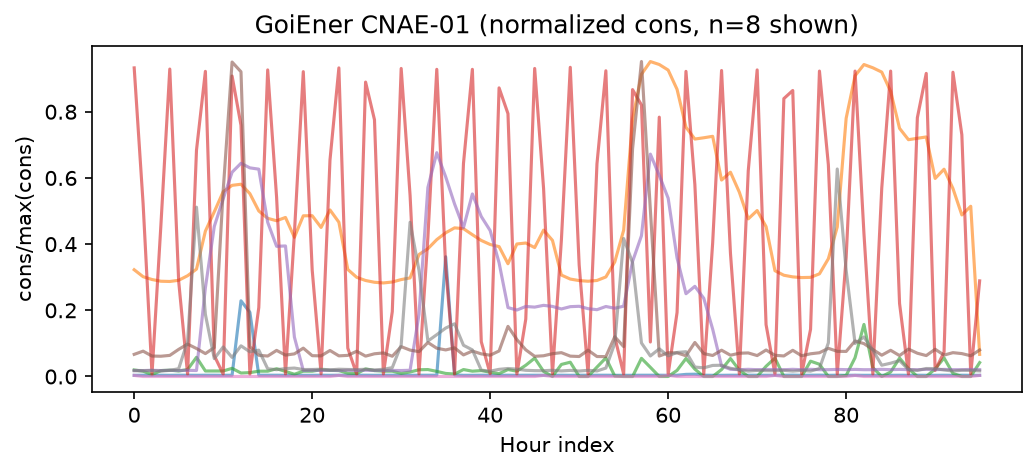 GoiEner CNAE-01 (normalized cons, n=8 shown)
cons/max(cons)
0.8
0.6
0.4
0.2
0.0
0 20 40 60 80
Hour index